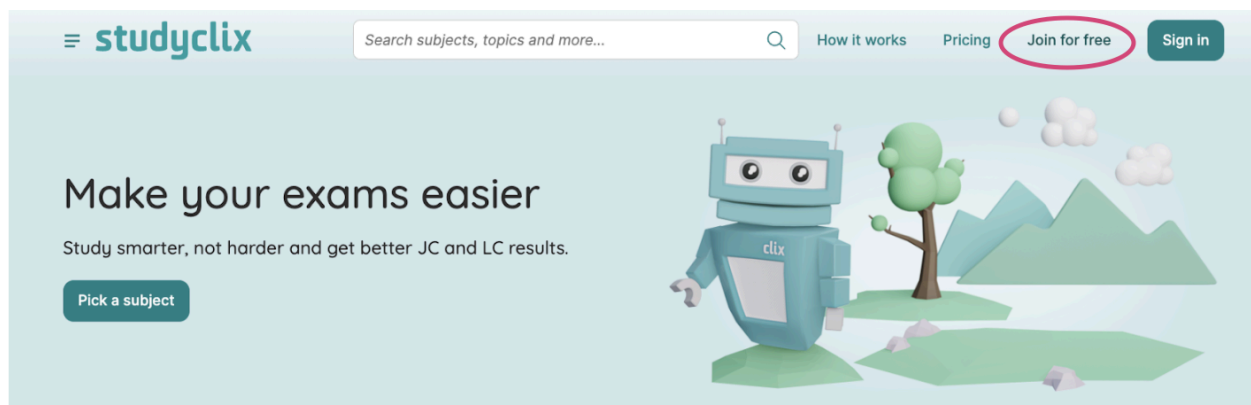 studyclix
Search subjects, topics and more...
How it works
Pricing
Join for free
Sign in
Make your exams easier
Study smarter, not harder and get better JC and LC results.
Pick a subject
clix